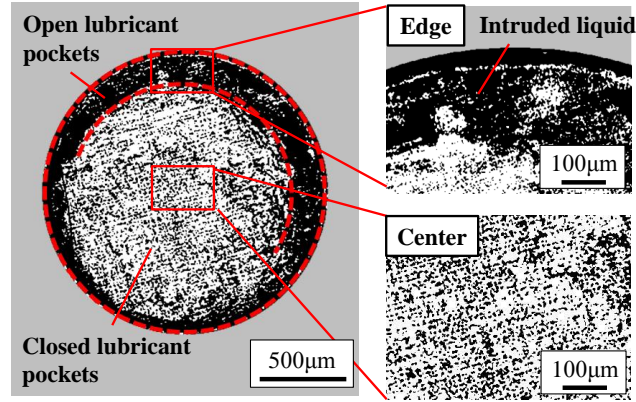 Open lubricant
pockets
Closed lubricant
pockets
500μm
Edge
Intruded liquid
100μm
Center
100μm